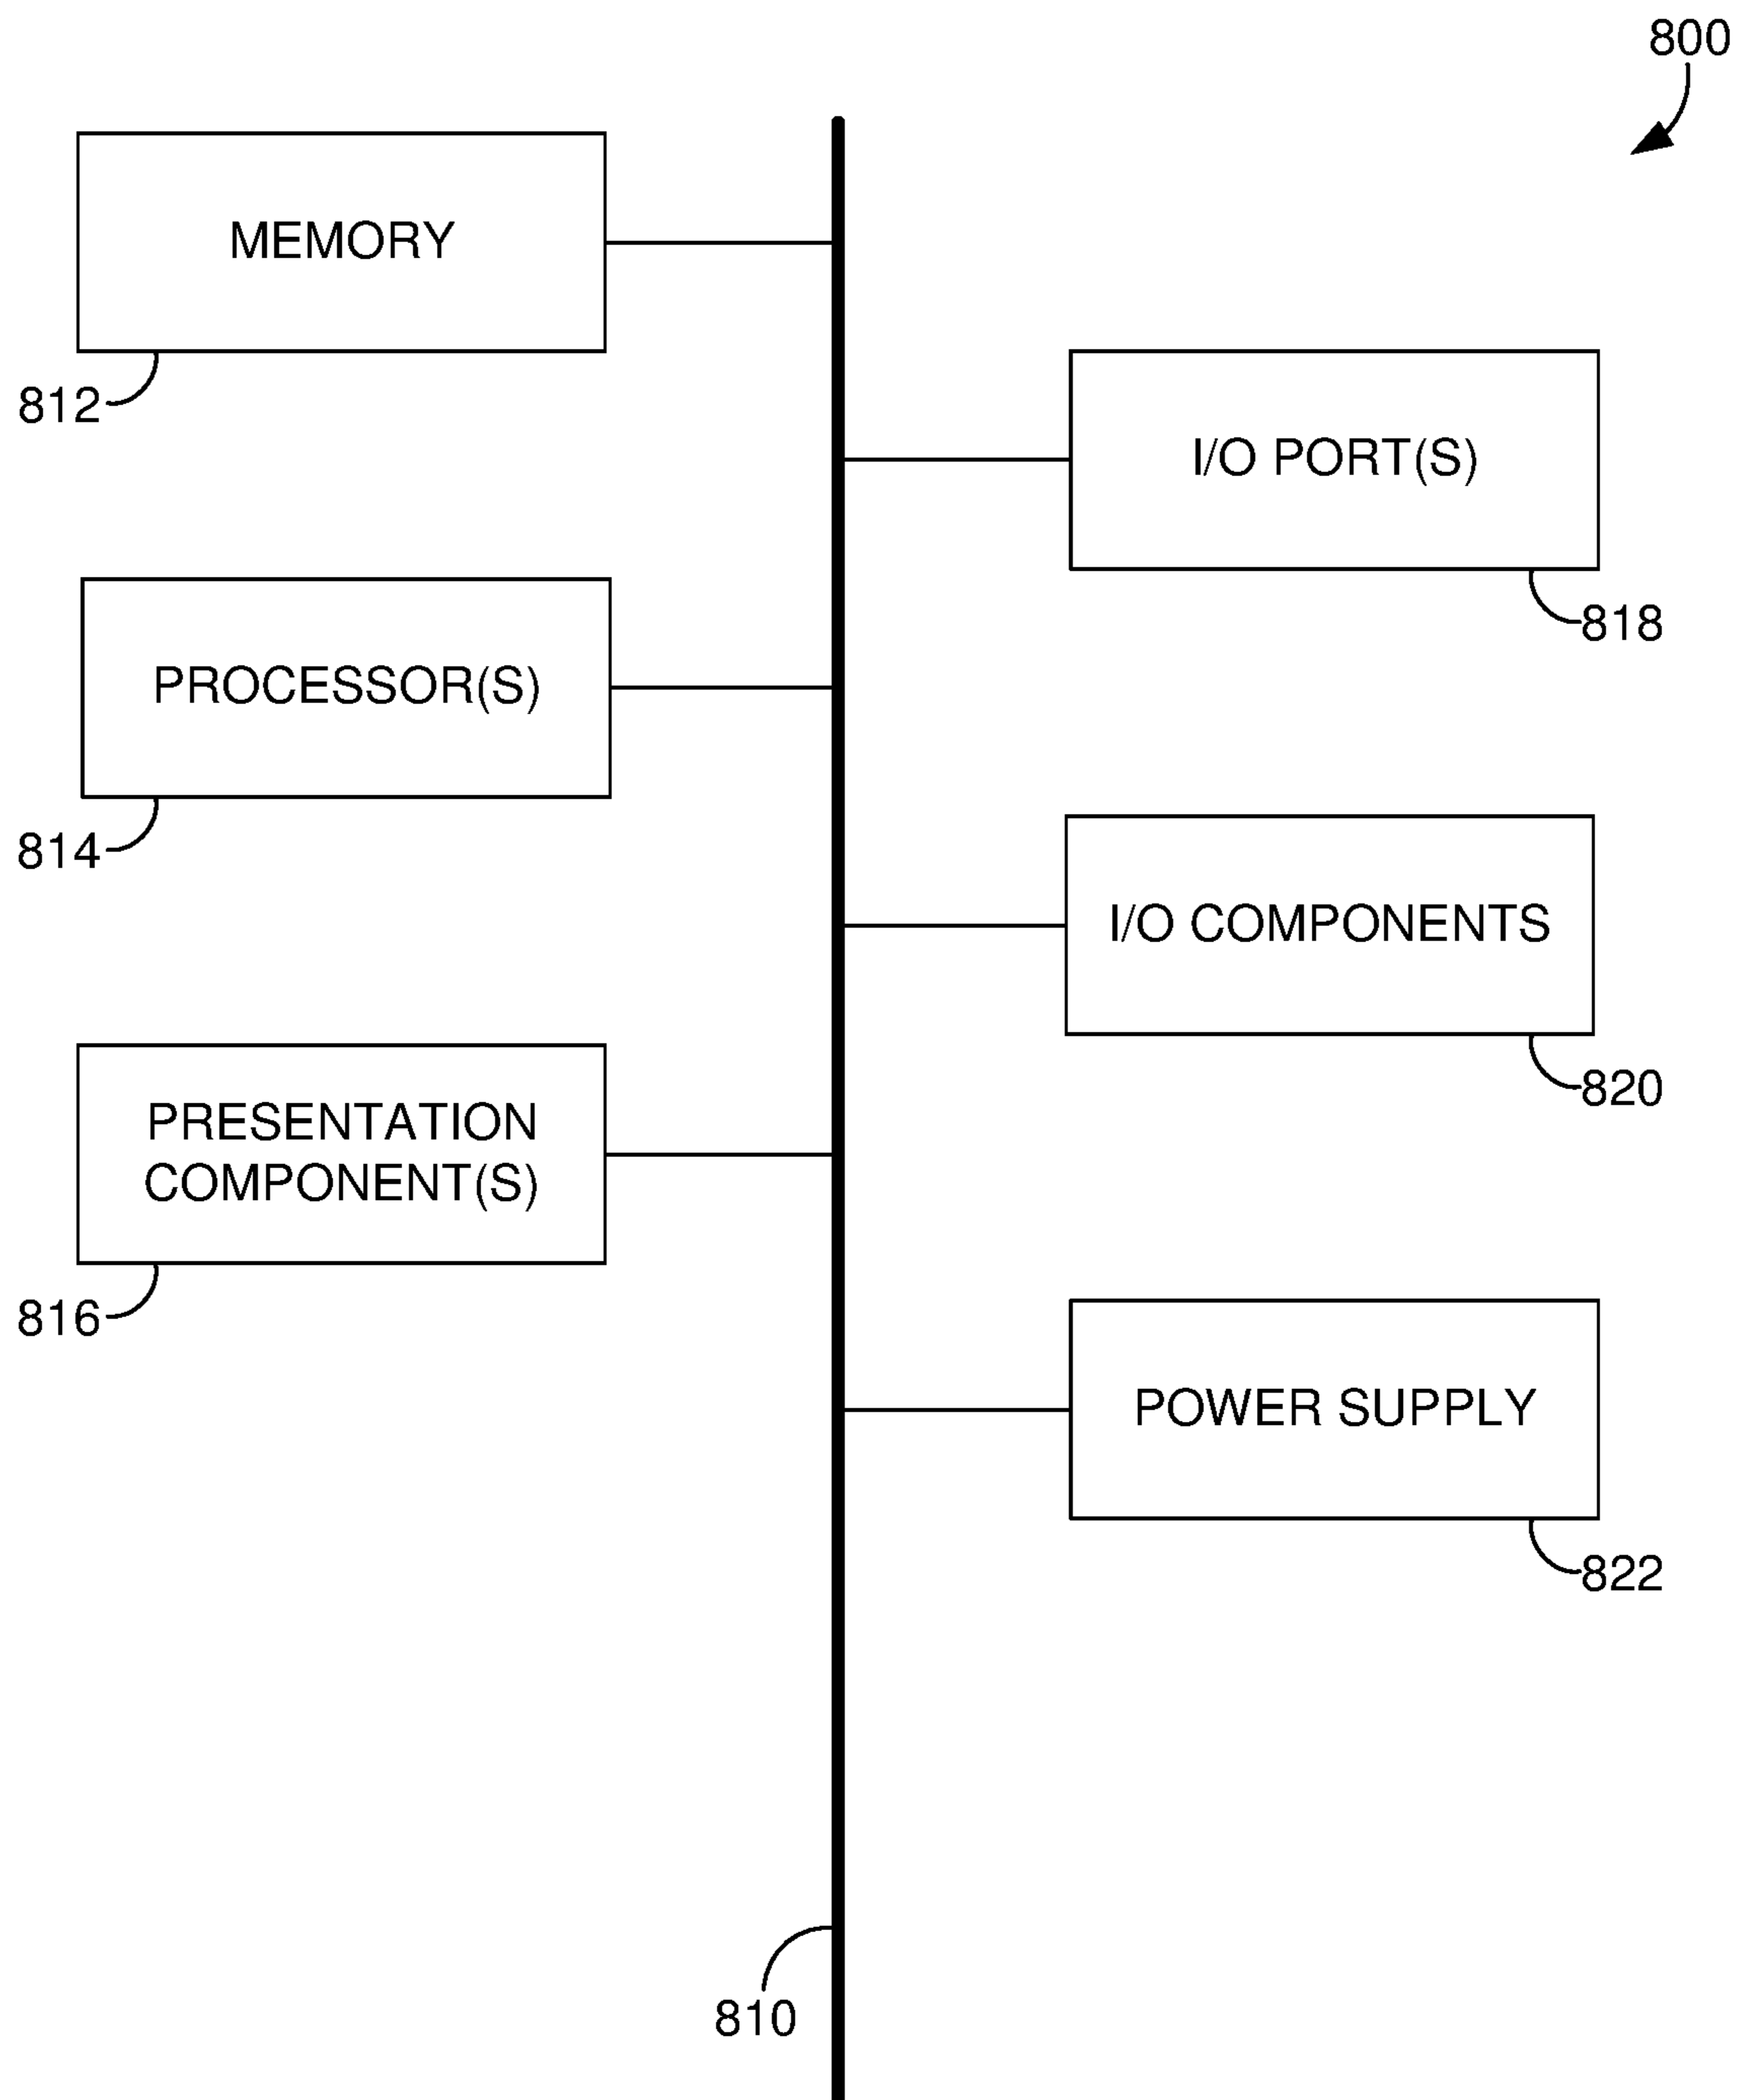 800
MEMORY
812
I/O PORT(S)
818
PROCESSOR(S)
814
I/O COMPONENTS
820
PRESENTATION
COMPONENT(S)
816
POWER SUPPLY
822
810